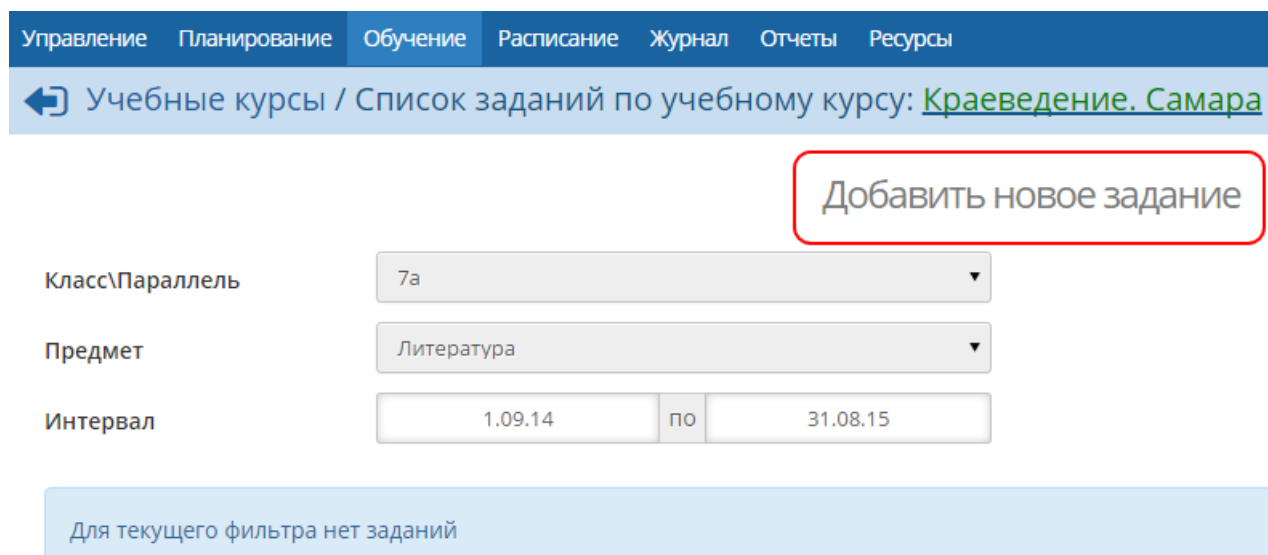 Управление Планирование Обучение Расписание Журнал Отчеты Ресурсы
Учебные курсы / Список заданий по учебному курсу: Краеведение. Самара
Добавить новое задание
Класс\Параллель 7а
Предмет Литература
Интервал 1.09.14 по 31.08.15
Для текущего фильтра нет заданий